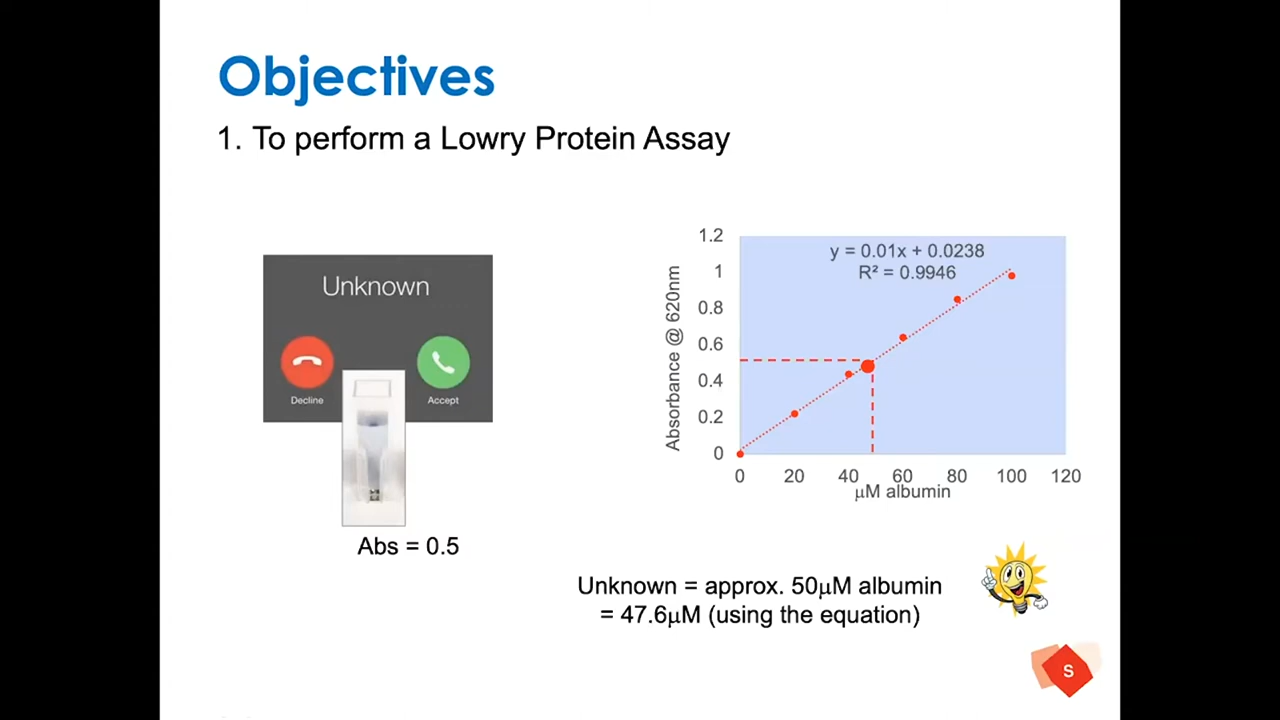 Objectives
1. To perform a Lowry Protein Assay
Unknown
Decline
Accept
Abs = 0.5
y = 0.01x + 0.0238
R² = 0.9946
Absorbance @ 620nm
1.2
1
0.8
0.6
0.4
0.2
0
0 20 40 60 80 100 120
μM albumin
Unknown = approx. 50μM albumin
= 47.6μM (using the equation)
S